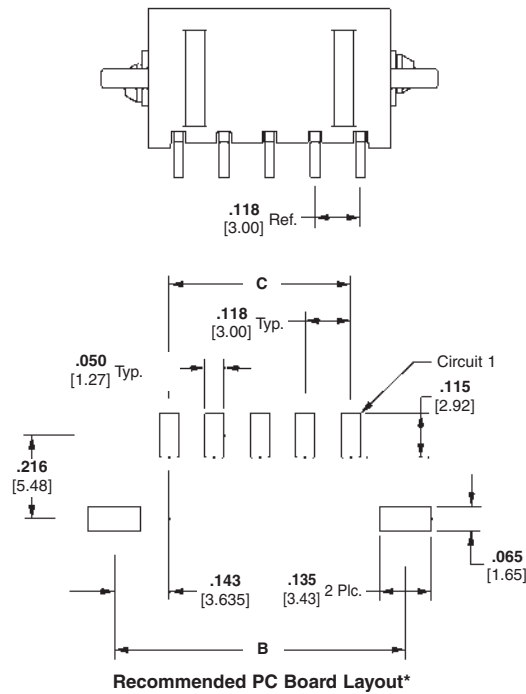 .118
[3.00] Ref.
C
.118
[3.00] Typ.
.050
[1.27] Typ.
Circuit 1
.115
[2.92]
.216
[5.48]
.065
[1.65]
.143
[3.635]
.135
[3.43] 2 Plc.
B
Recommended PC Board Layout*